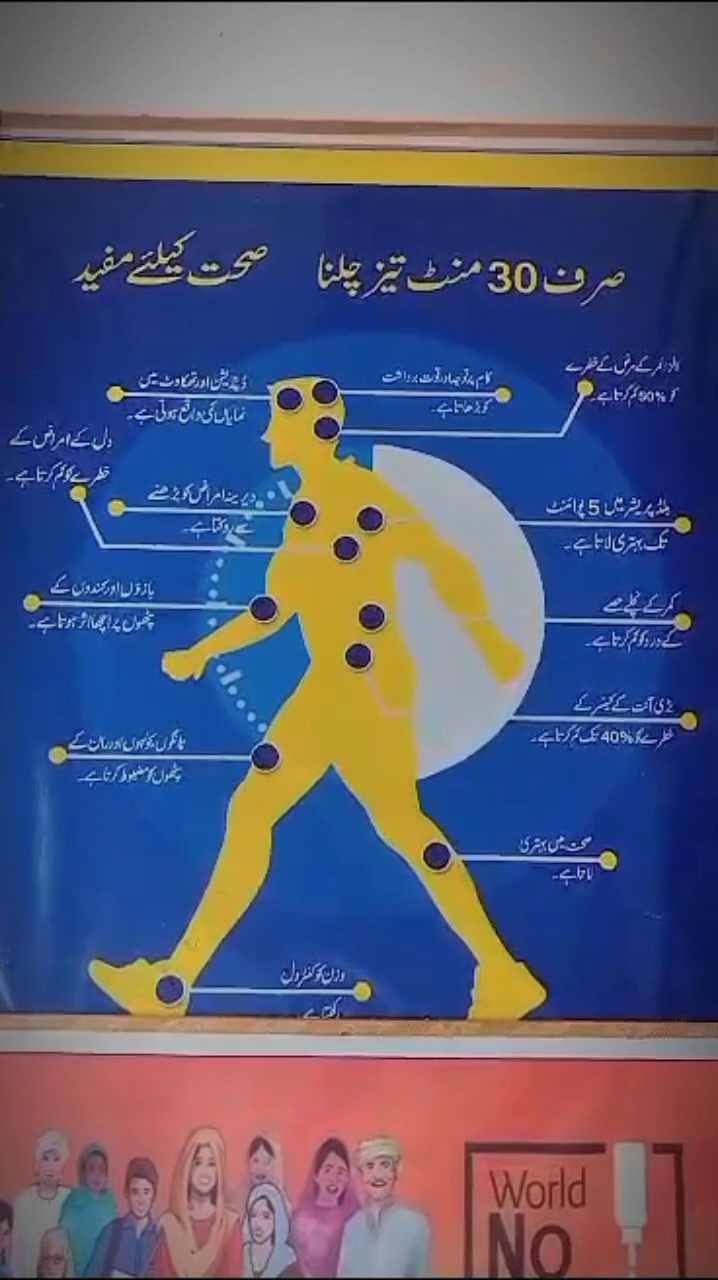 صرف 30 منٹ تیز چلنا صحت کیلئے مفید
الزائمر کے مرض کے خطرے
کو 50% کم کرتا ہے۔
کام پر توجہ اور قوت برداشت
کو بڑھاتا ہے۔
ڈپریشن اور تھکاوٹ میں
نمایاں کمی واقع ہوتی ہے۔
دل کے امراض کے
خطرے کو کم کرتا ہے۔
دیرینہ امراض کو بڑھنے
سے روکتا ہے۔
بلڈ پریشر میں 5 پوائنٹ
تک بہتری لاتا ہے۔
بازوؤں اور کندھوں کے
پٹھوں پر اچھا اثر ہوتا ہے۔
کمر کے نچلے حصے
کے درد کو کم کرتا ہے۔
بڑی آنت کے کینسر کے
خطرے کو 40% تک کم کرتا ہے۔
ٹانگوں، کولہوں اور ران کے
پٹھوں کو مضبوط کرتا ہے۔
صحت میں بہتری
لاتا ہے۔
وزن کو کنٹرول
رکھتا ہے۔
World
No